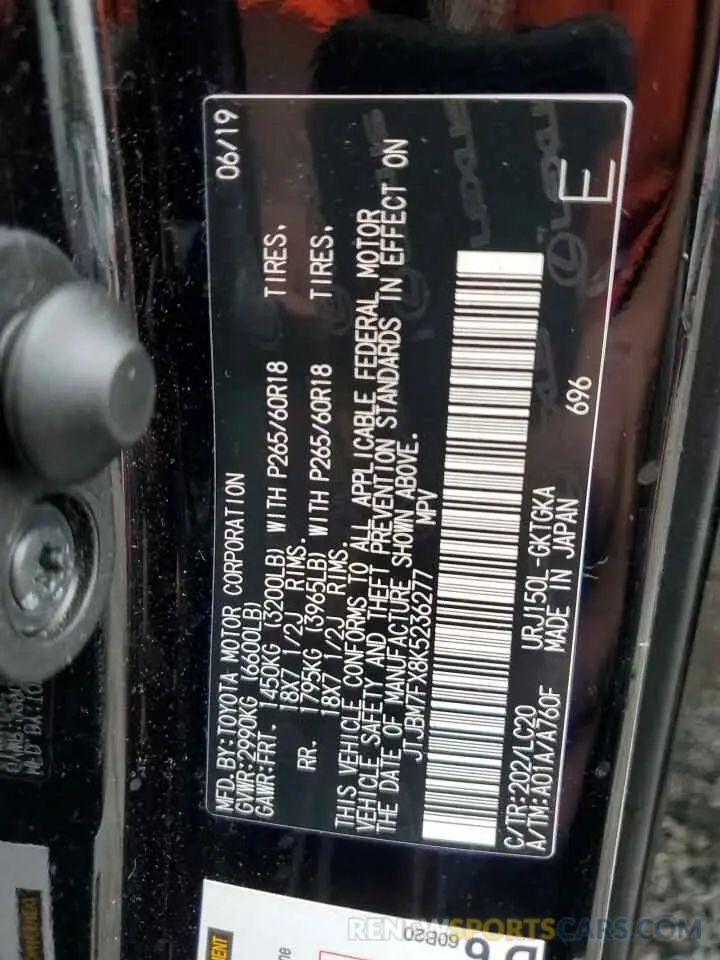 MFD.BY:TOYOTA MOTOR CORPORATION 06/19
GVWR:2990KG (6600LB)
GAWR:FRT. 1450KG (3200LB) WITH P265/60R18 TIRES,
18X7 1/2J RIMS.
RR. 1795KG (3965LB) WITH P265/60R18 TIRES,
18X7 1/2J RIMS.
THIS VEHICLE CONFORMS TO ALL APPLICABLE FEDERAL MOTOR
VEHICLE SAFETY AND THEFT PREVENTION STANDARDS IN EFFECT ON
THE DATE OF MANUFACTURE SHOWN ABOVE.
JTJBM7FX8K5236277 MPV
C/TR:202/LC20 URJ150L-GKTGKA 696 E
A/TM:A01A/A760F MADE IN JAPAN
LEXUS
60B20
RENEWSPORTSCARS.COM